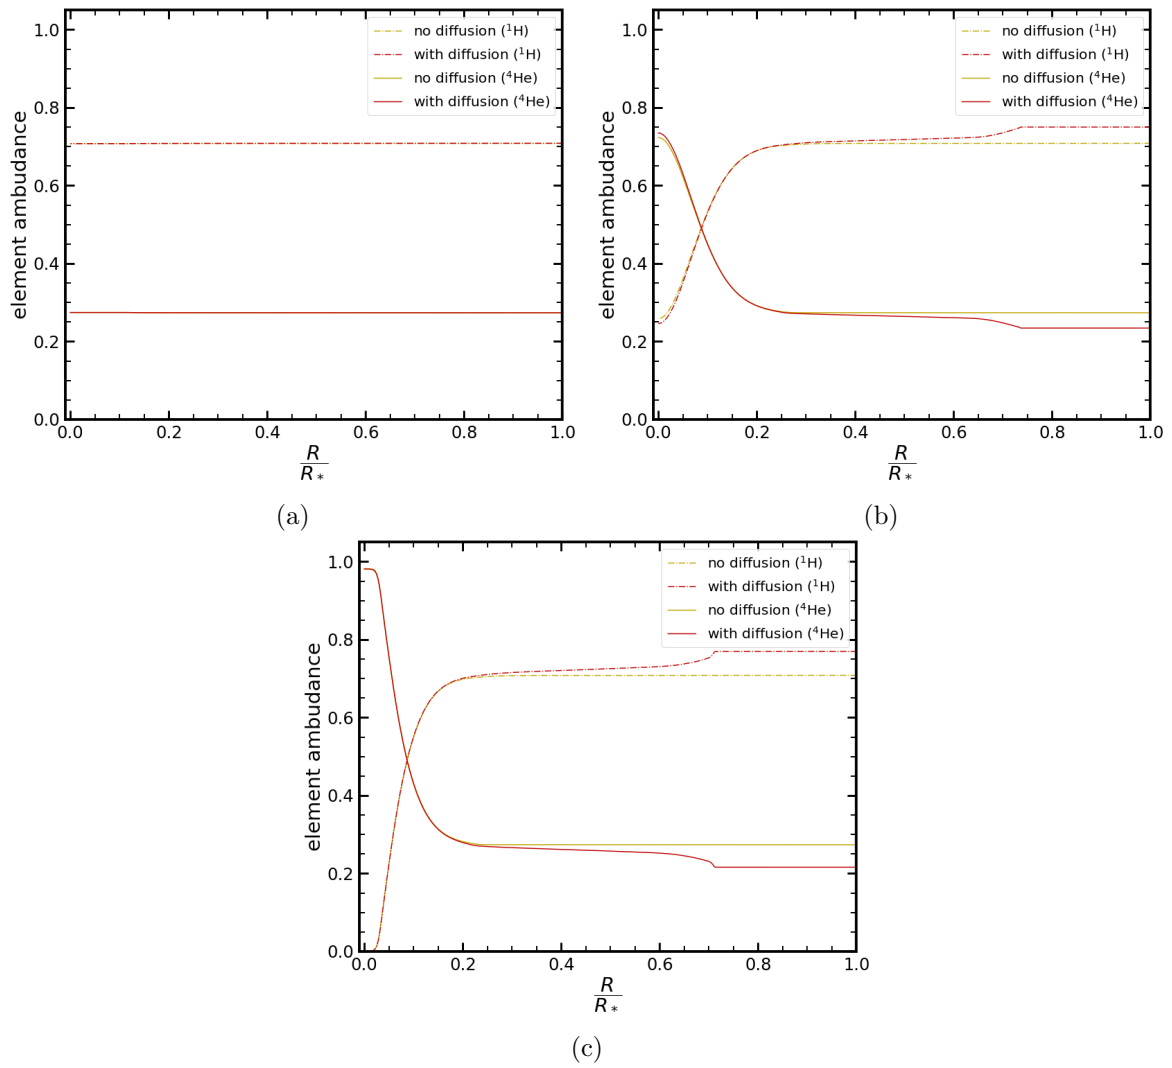 no diffusion (¹H)
with diffusion (¹H)
no diffusion (⁴He)
with diffusion (⁴He)
element ambudance
1.0
0.8
0.6
0.4
0.2
0.0
0.0 0.2 0.4 0.6 0.8 1.0
R
R*
(a)
no diffusion (¹H)
with diffusion (¹H)
no diffusion (⁴He)
with diffusion (⁴He)
element ambudance
1.0
0.8
0.6
0.4
0.2
0.0
0.0 0.2 0.4 0.6 0.8 1.0
R
R*
(b)
no diffusion (¹H)
with diffusion (¹H)
no diffusion (⁴He)
with diffusion (⁴He)
element ambudance
1.0
0.8
0.6
0.4
0.2
0.0
0.0 0.2 0.4 0.6 0.8 1.0
R
R*
(c)